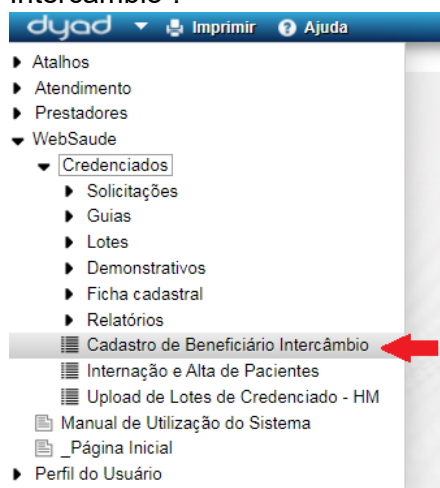 Intercâmbio".
dyad Imprimir ? Ajuda
Atalhos
Atendimento
Prestadores
WebSaude
Credenciados
Solicitações
Guias
Lotes
Demonstrativos
Ficha cadastral
Relatórios
Cadastro de Beneficiário Intercâmbio
Internação e Alta de Pacientes
Upload de Lotes de Credenciado - HM
Manual de Utilização do Sistema
_Página Inicial
Perfil do Usuário